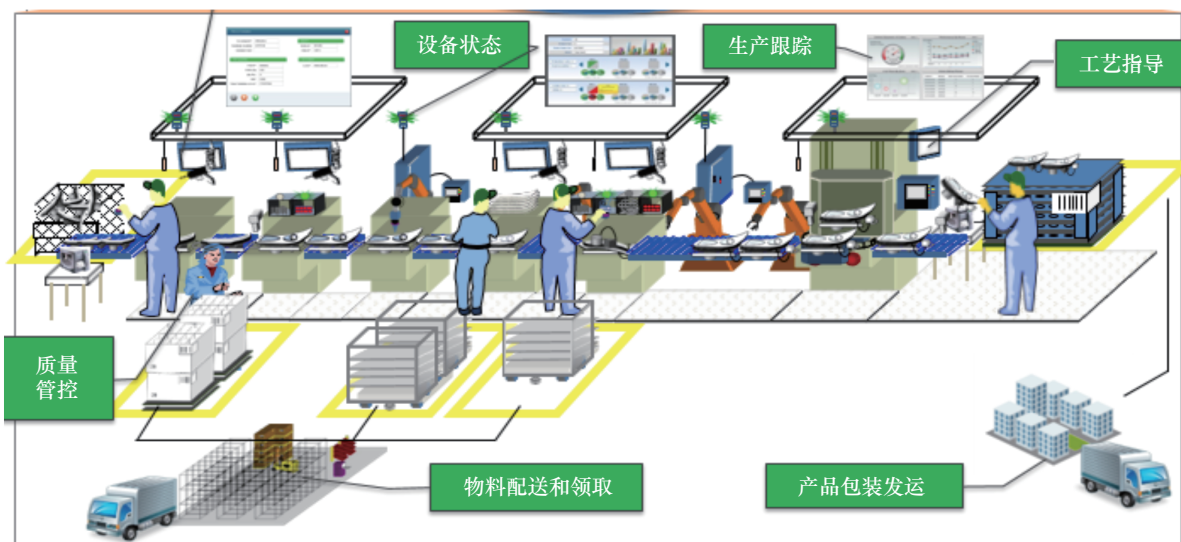 设备状态
生产跟踪
工艺指导
质量
管控
物料配送和领取
产品包装发运